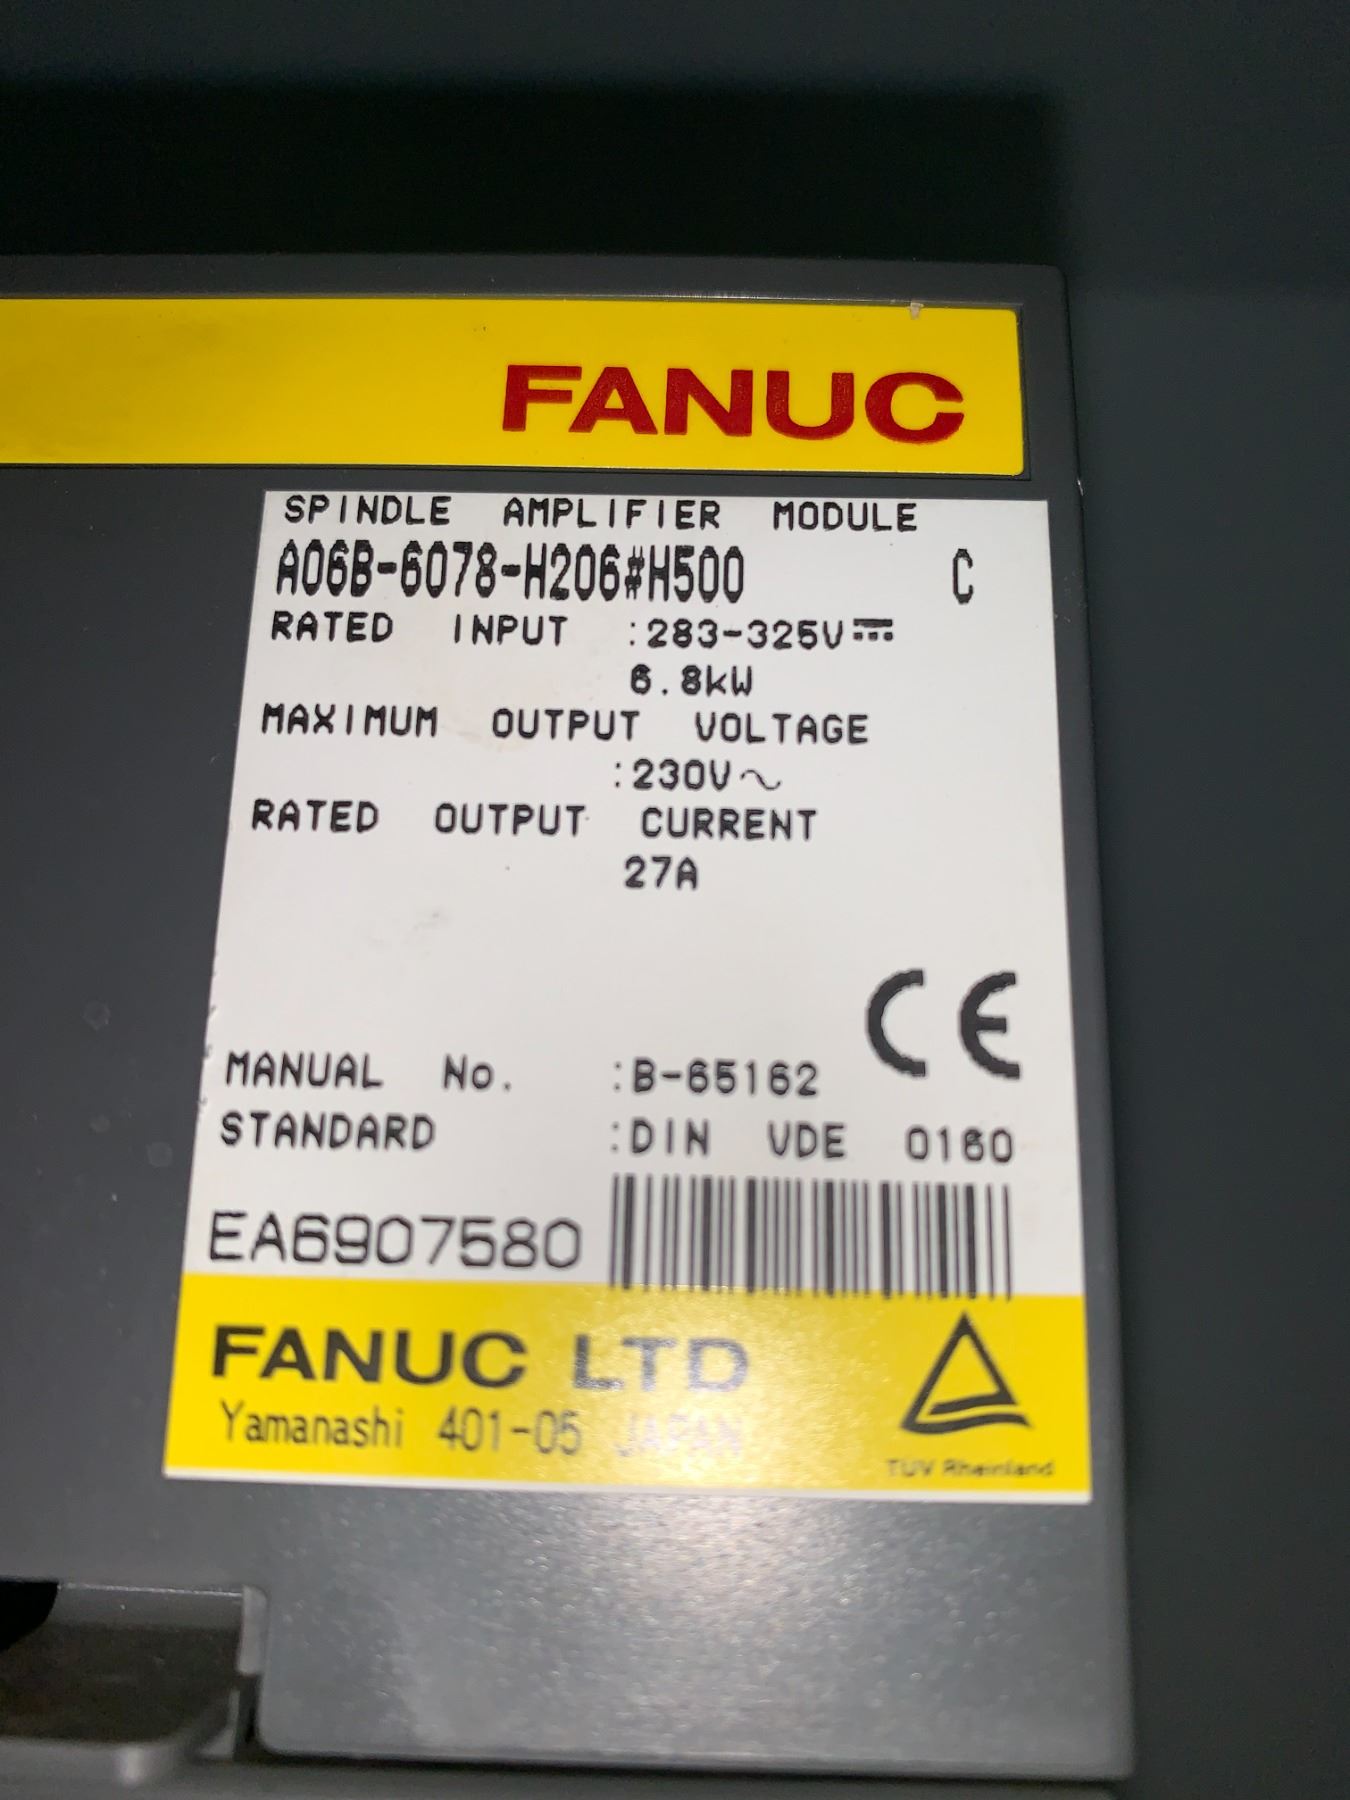 FANUC
SPINDLE AMPLIFIER MODULE
A06B-6078-H206#H500 C
RATED INPUT :283-325V⎓
6.8kW
MAXIMUM OUTPUT VOLTAGE
:230V~
RATED OUTPUT CURRENT
27A
CE
MANUAL No. :B-65162
STANDARD :DIN VDE 0160
EA6907580
FANUC LTD
Yamanashi 401-05 JAPAN
TÜV Rheinland